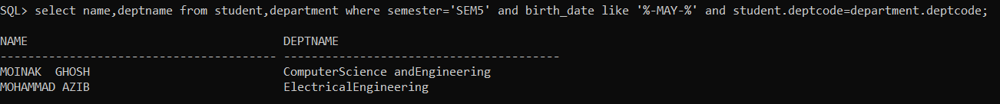 SQL> select name,deptname from student,department where semester='SEM5' and birth_date like '%-MAY-%' and student.deptcode=department.deptcode;
NAME                                     DEPTNAME
---------------------------------------- ----------------------------------------
MOINAK  GHOSH                            ComputerScience andEngineering
MOHAMMAD AZIB                            ElectricalEngineering